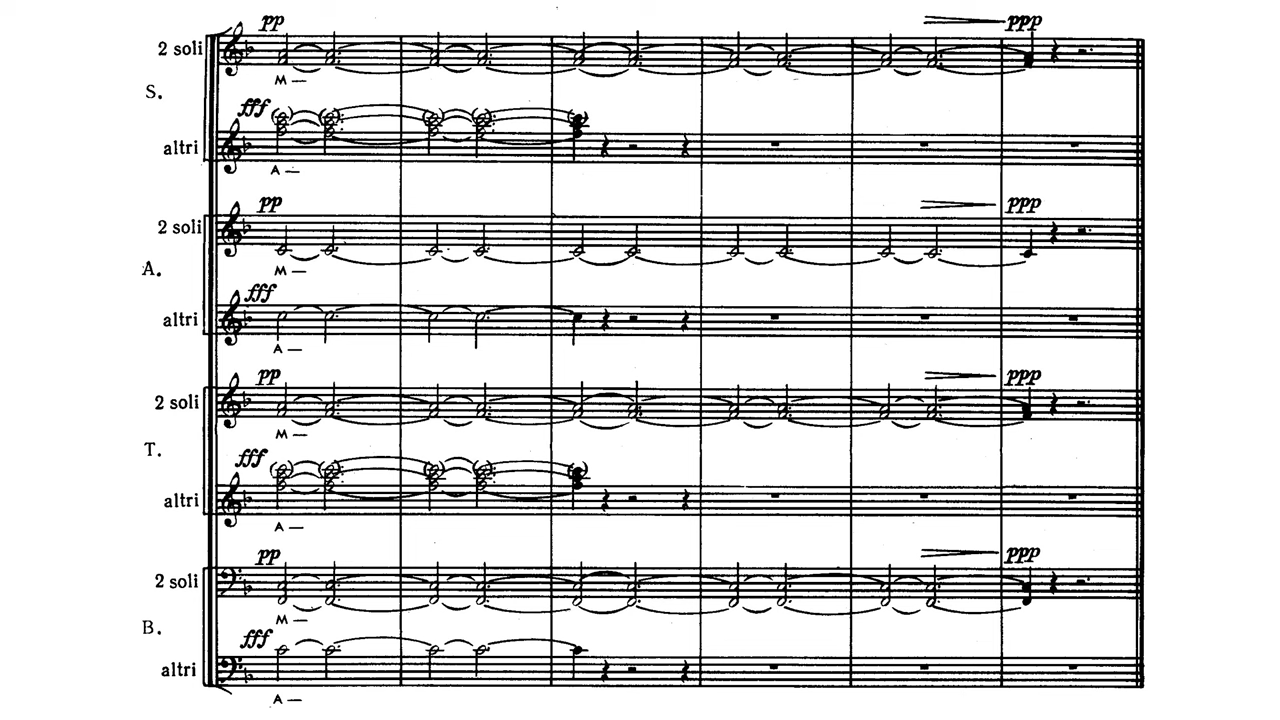 pp ppp
2 soli
M —
S.
fff
altri
A —
pp ppp
2 soli
M —
A.
fff
altri
A —
pp ppp
2 soli
M —
T.
fff
altri
A —
pp ppp
2 soli
M —
B.
fff
altri
A —